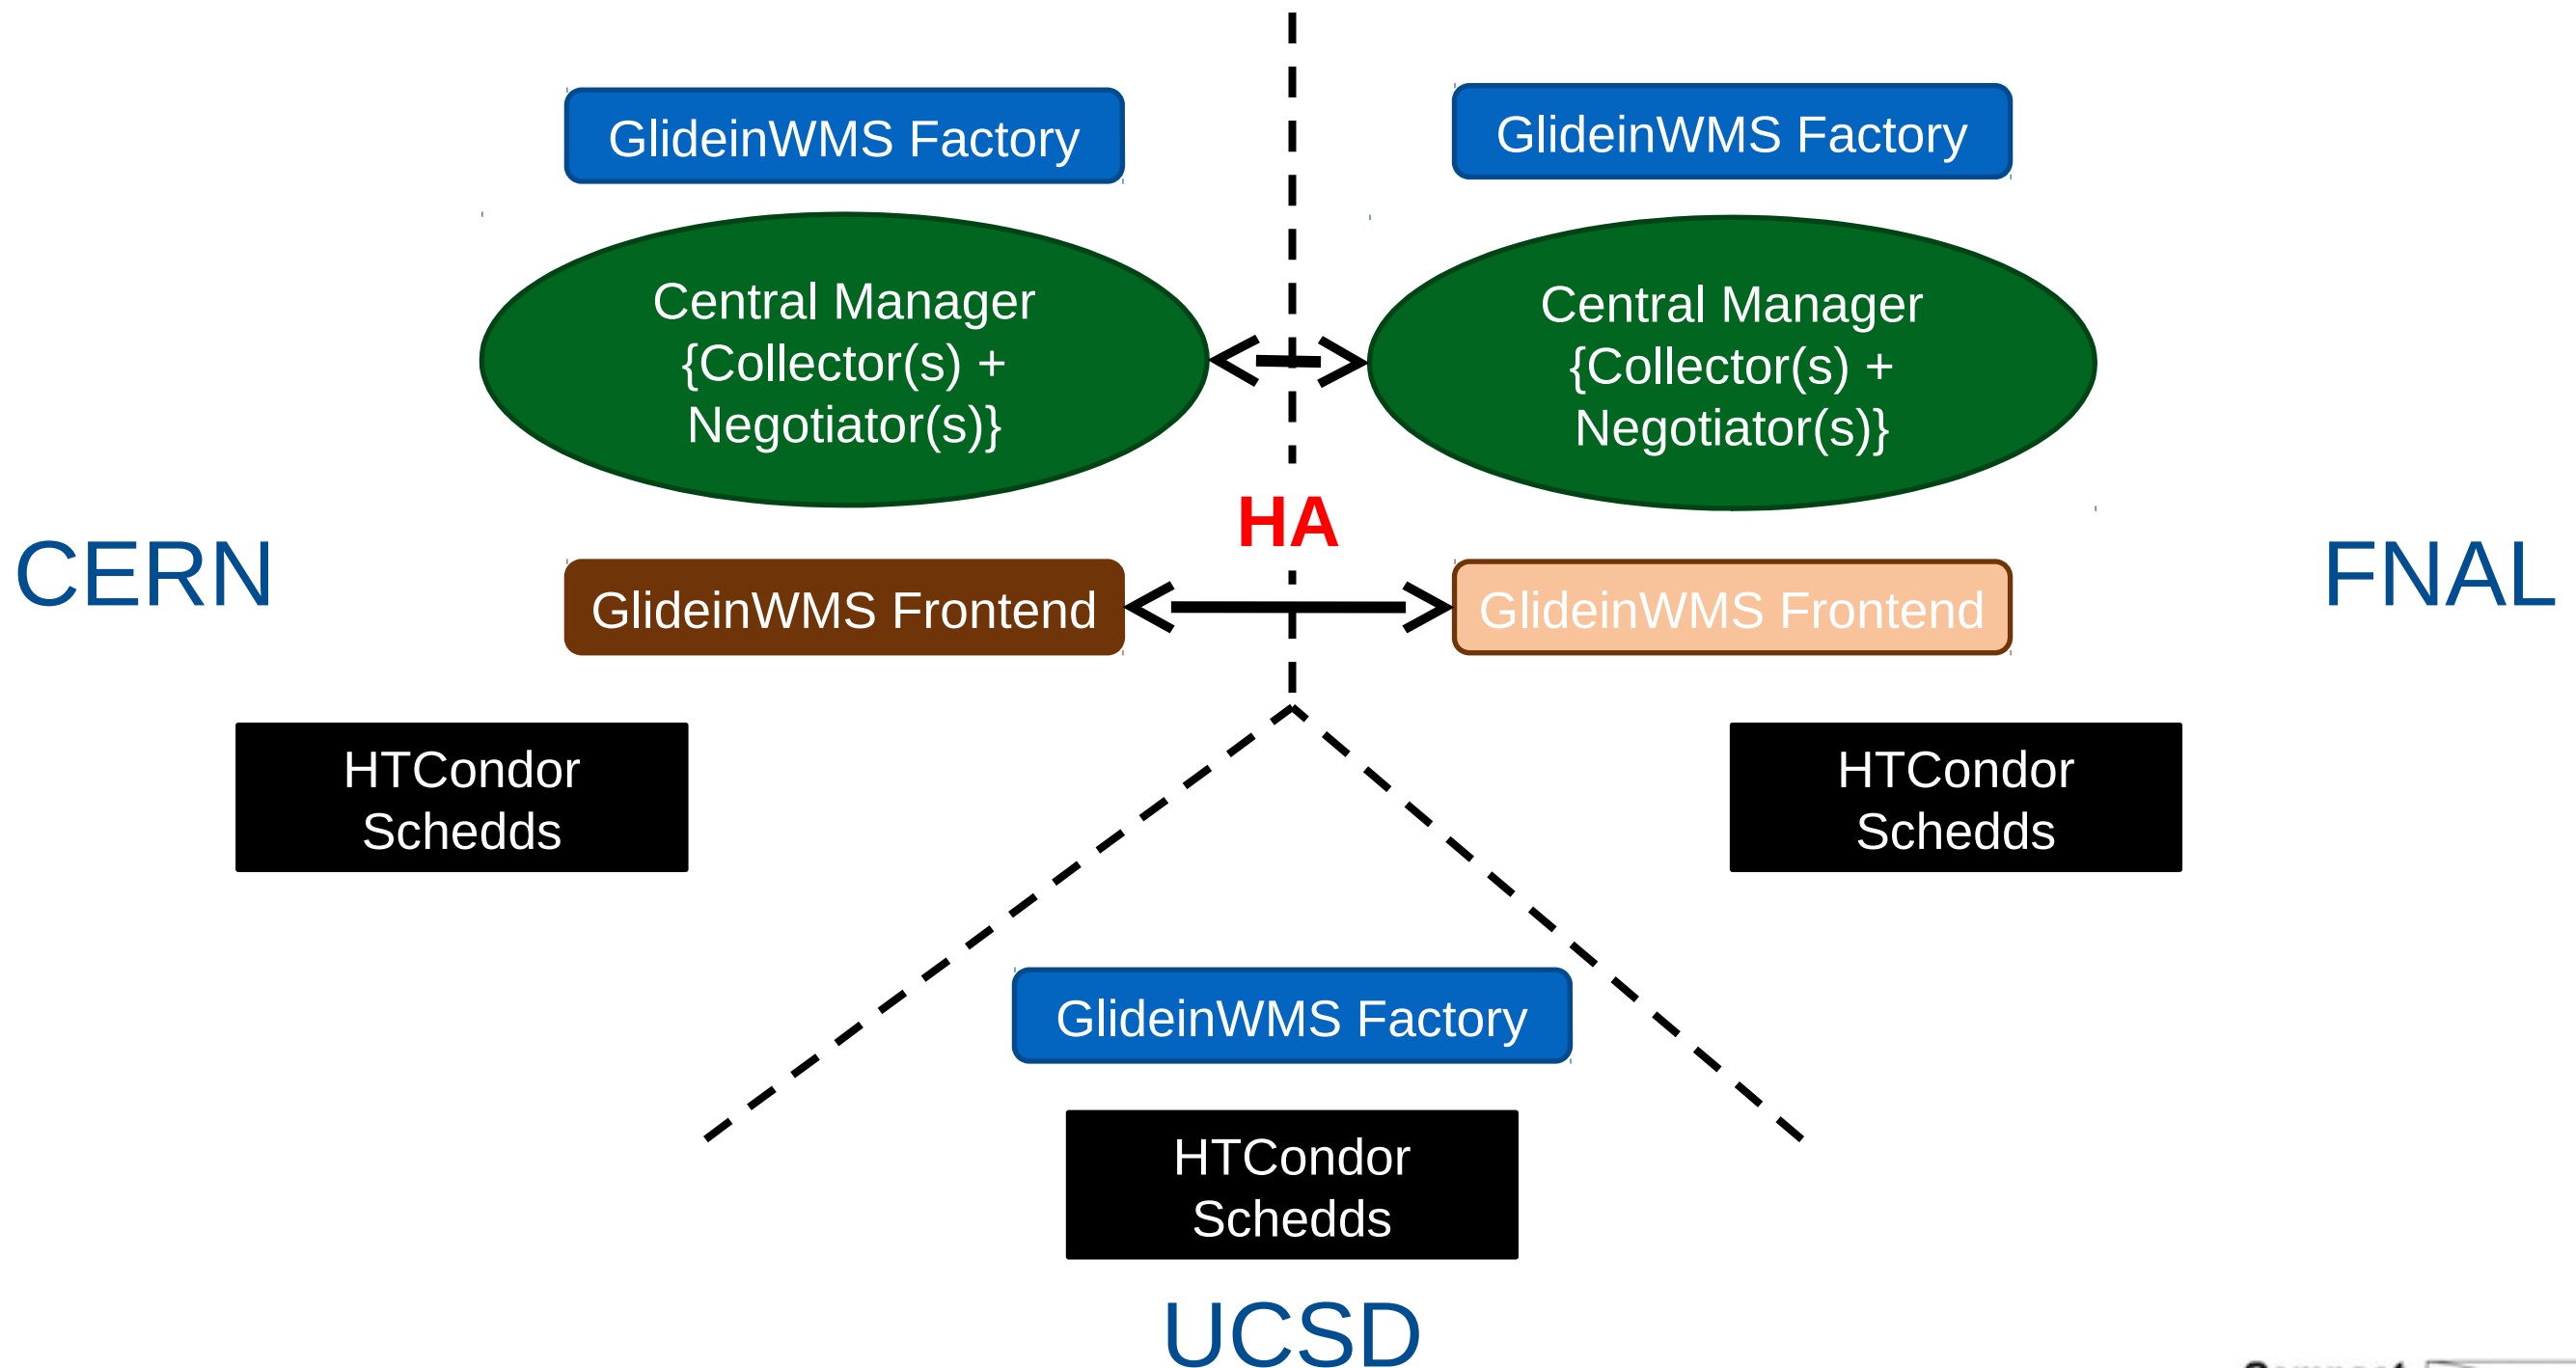 GlideinWMS Factory
GlideinWMS Factory
Central Manager
{Collector(s) +
Negotiator(s)}
Central Manager
{Collector(s) +
Negotiator(s)}
HA
CERN
FNAL
GlideinWMS Frontend
GlideinWMS Frontend
HTCondor
Schedds
HTCondor
Schedds
GlideinWMS Factory
HTCondor
Schedds
UCSD